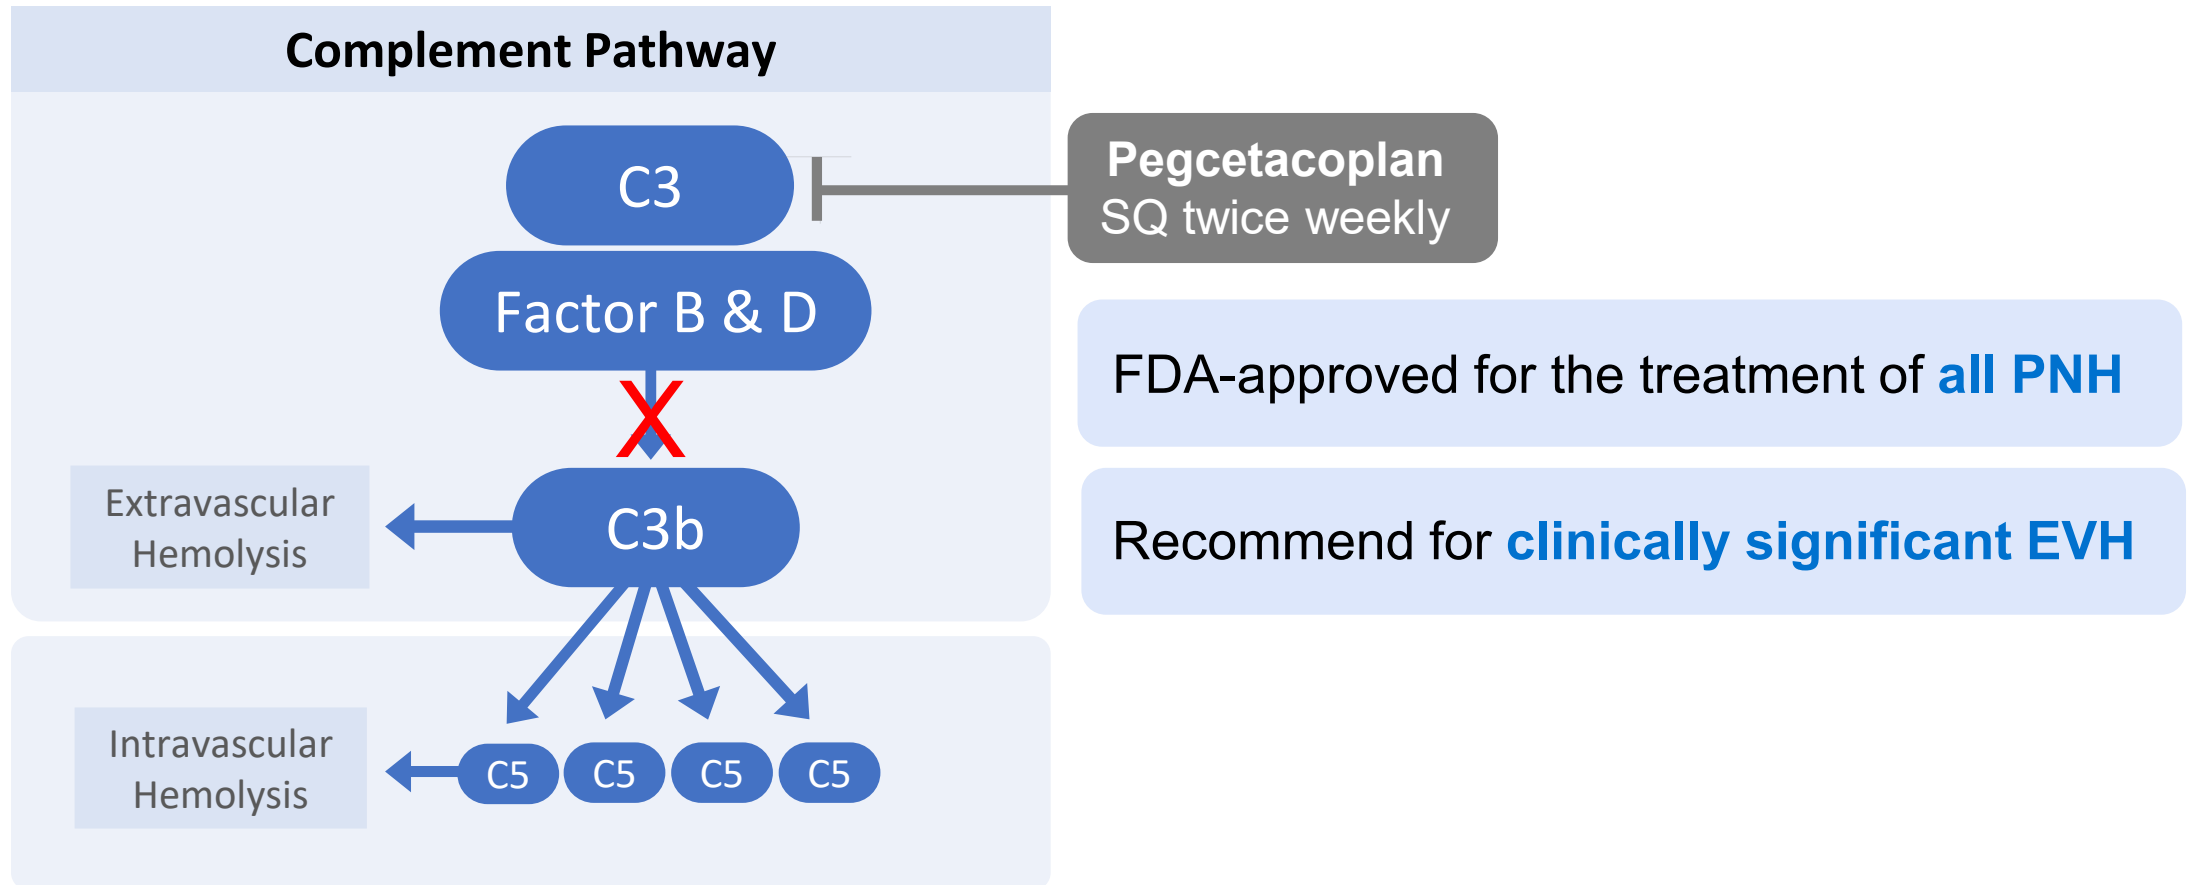 Complement Pathway
C3
Pegcetacoplan
SQ twice weekly
Factor B & D
FDA-approved for the treatment of all PNH
X
Extravascular
Hemolysis
C3b
Recommend for clinically significant EVH
Intravascular
Hemolysis
C5 C5 C5 C5